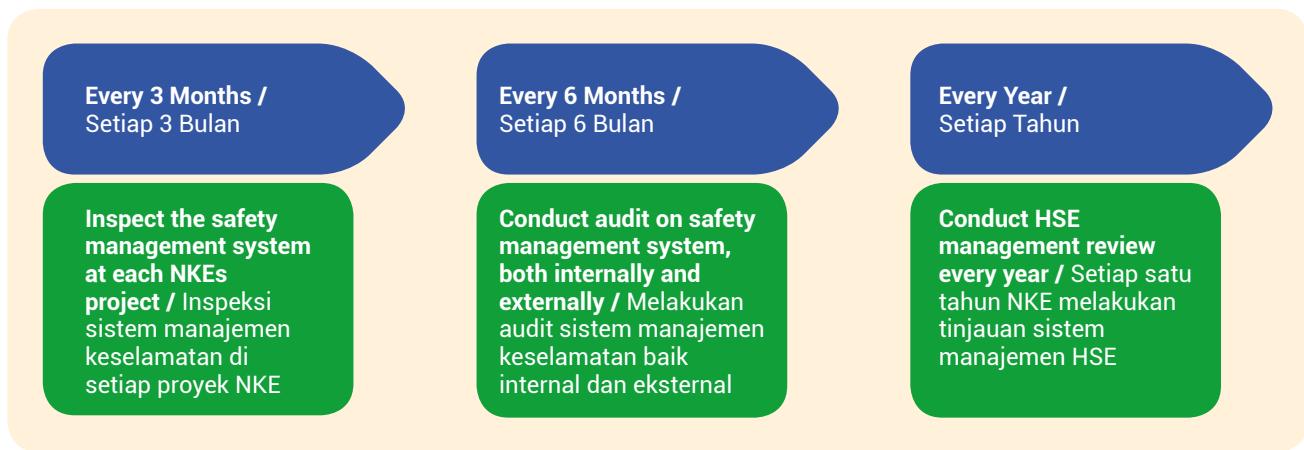 Every 3 Months /
Setiap 3 Bulan
Inspect the safety
management system
at each NKEs
project / Inspeksi
sistem manajemen
keselamatan di
setiap proyek NKE
Every 6 Months /
Setiap 6 Bulan
Conduct audit on safety
management system,
both internally and
externally / Melakukan
audit sistem manajemen
keselamatan baik
internal dan eksternal
Every Year /
Setiap Tahun
Conduct HSE
management review
every year / Setiap satu
tahun NKE melakukan
tinjauan sistem
manajemen HSE